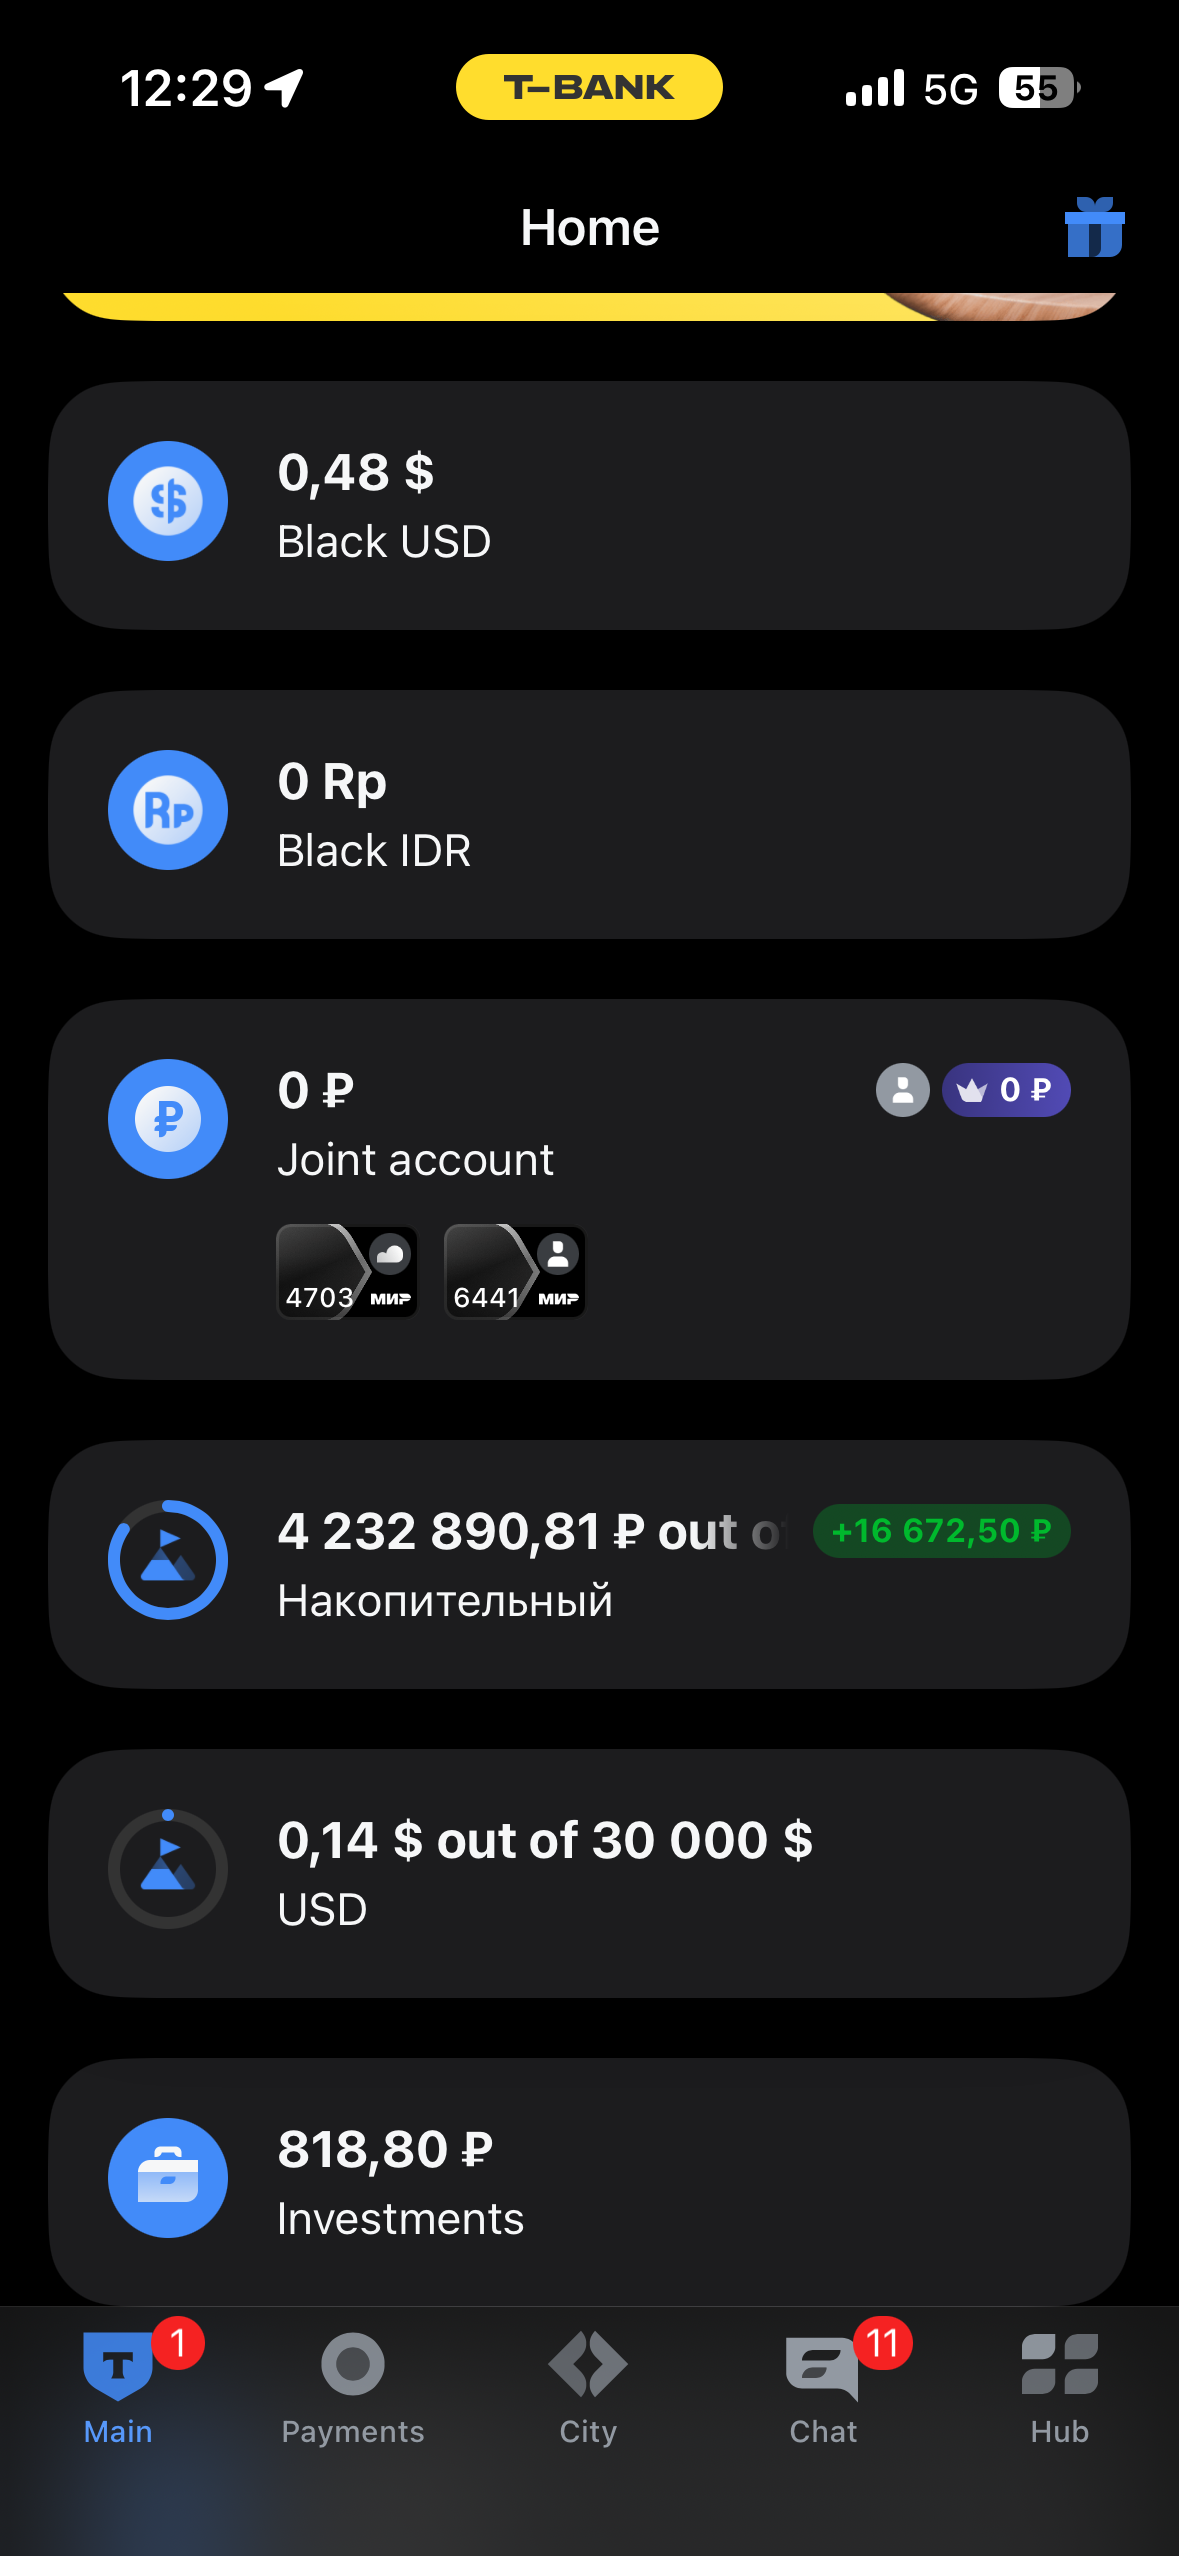 12:29
T-BANK
5G
55
Home
0,48 $
Black USD
0 Rp
Black IDR
0 ₽
0 ₽
Joint account
4703 МИР
6441 МИР
4 232 890,81 ₽ out of
+16 672,50 ₽
Накопительный
0,14 $ out of 30 000 $
USD
818,80 ₽
Investments
1
11
Main
Payments
City
Chat
Hub